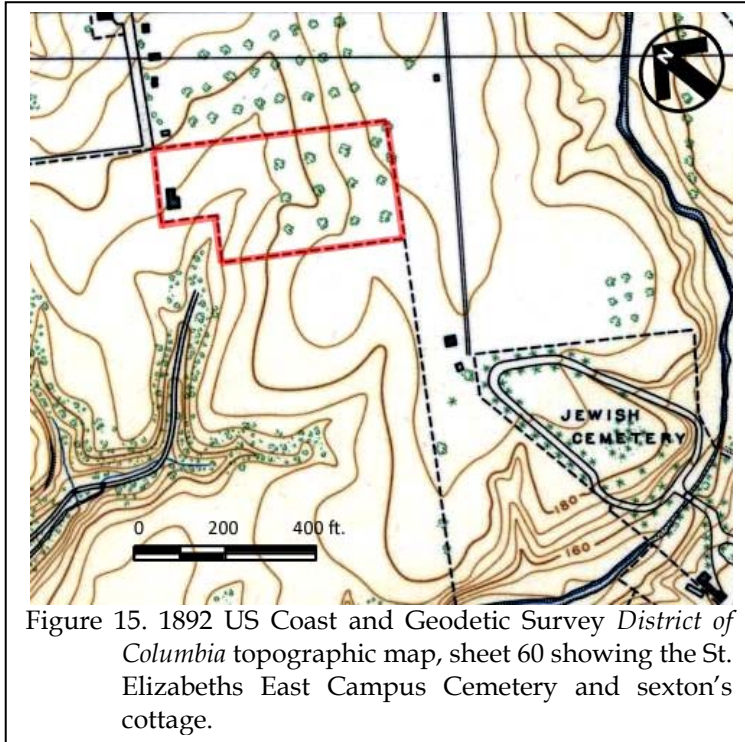 N
JEWISH
CEMETERY
180
160
0 200 400 ft.
Figure 15. 1892 US Coast and Geodetic Survey District of
Columbia topographic map, sheet 60 showing the St.
Elizabeths East Campus Cemetery and sexton's
cottage.